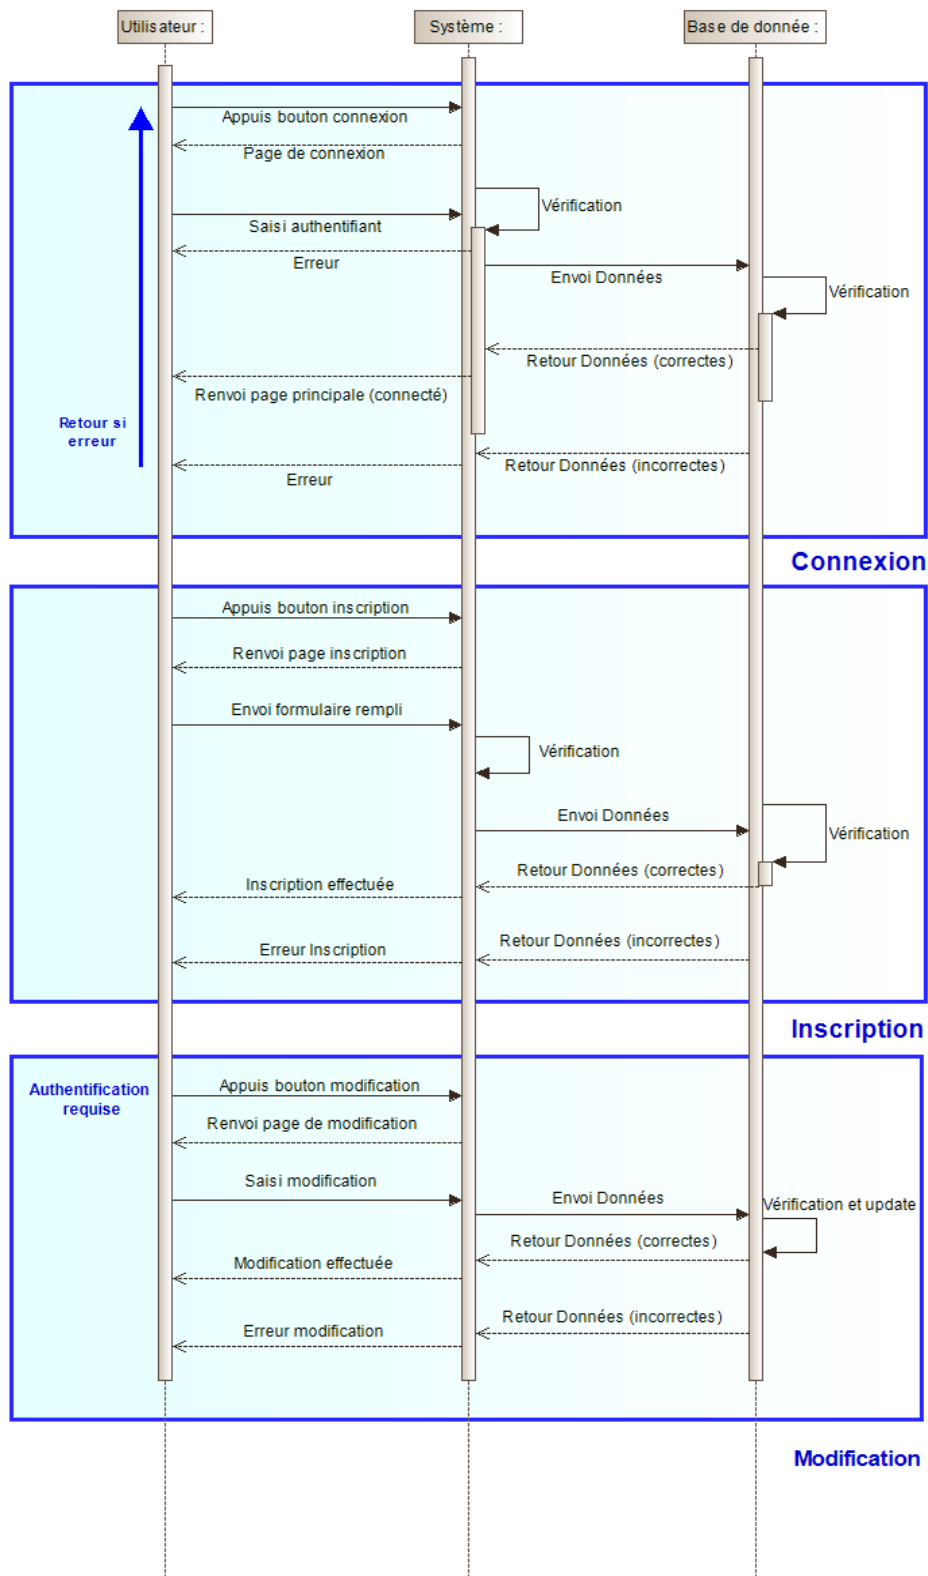 Utilisateur :
Système :
Base de donnée :
Appuis bouton connexion
Page de connexion
Vérification
Saisi authentifiant
Erreur
Envoi Données
Vérification
Retour Données (correctes)
Renvoi page principale (connecté)
Retour si
erreur
Retour Données (incorrectes)
Erreur
Connexion
Appuis bouton inscription
Renvoi page inscription
Envoi formulaire rempli
Vérification
Envoi Données
Vérification
Retour Données (correctes)
Inscription effectuée
Retour Données (incorrectes)
Erreur Inscription
Inscription
Authentification
requise
Appuis bouton modification
Renvoi page de modification
Saisi modification
Envoi Données
Vérification et update
Retour Données (correctes)
Modification effectuée
Retour Données (incorrectes)
Erreur modification
Modification